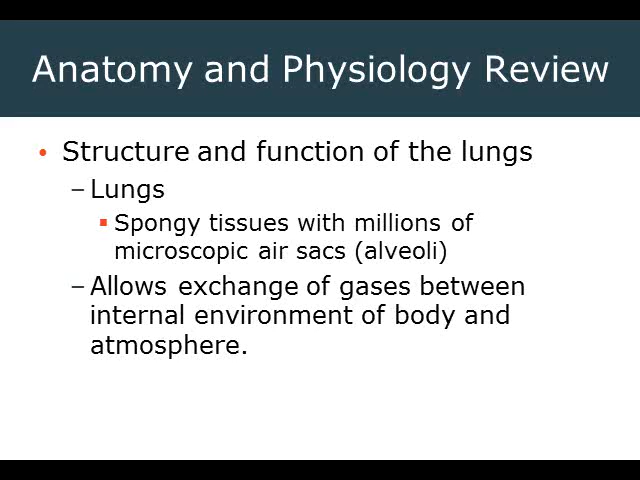 Anatomy and Physiology Review
• Structure and function of the lungs
– Lungs
▪ Spongy tissues with millions of
microscopic air sacs (alveoli)
– Allows exchange of gases between
internal environment of body and
atmosphere.